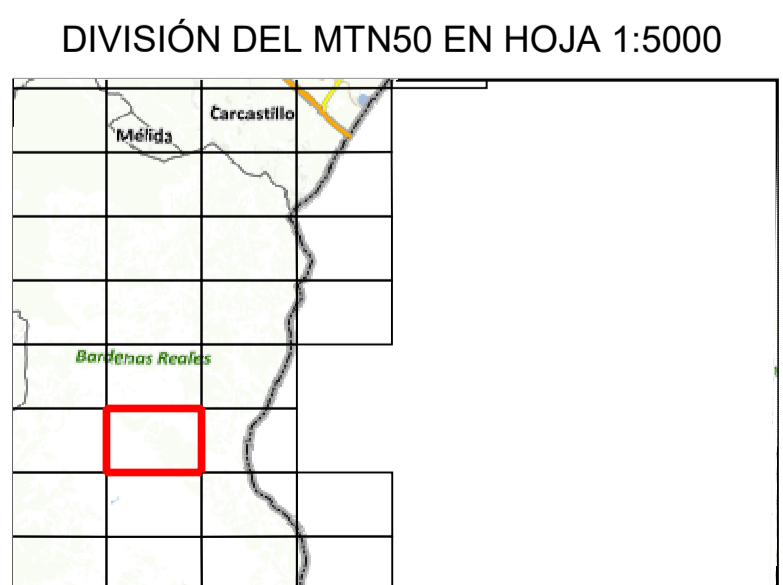 DIVISIÓN DEL MTN50 EN HOJA 1:5000
Carcastillo
Mélida
Bardenas Reales